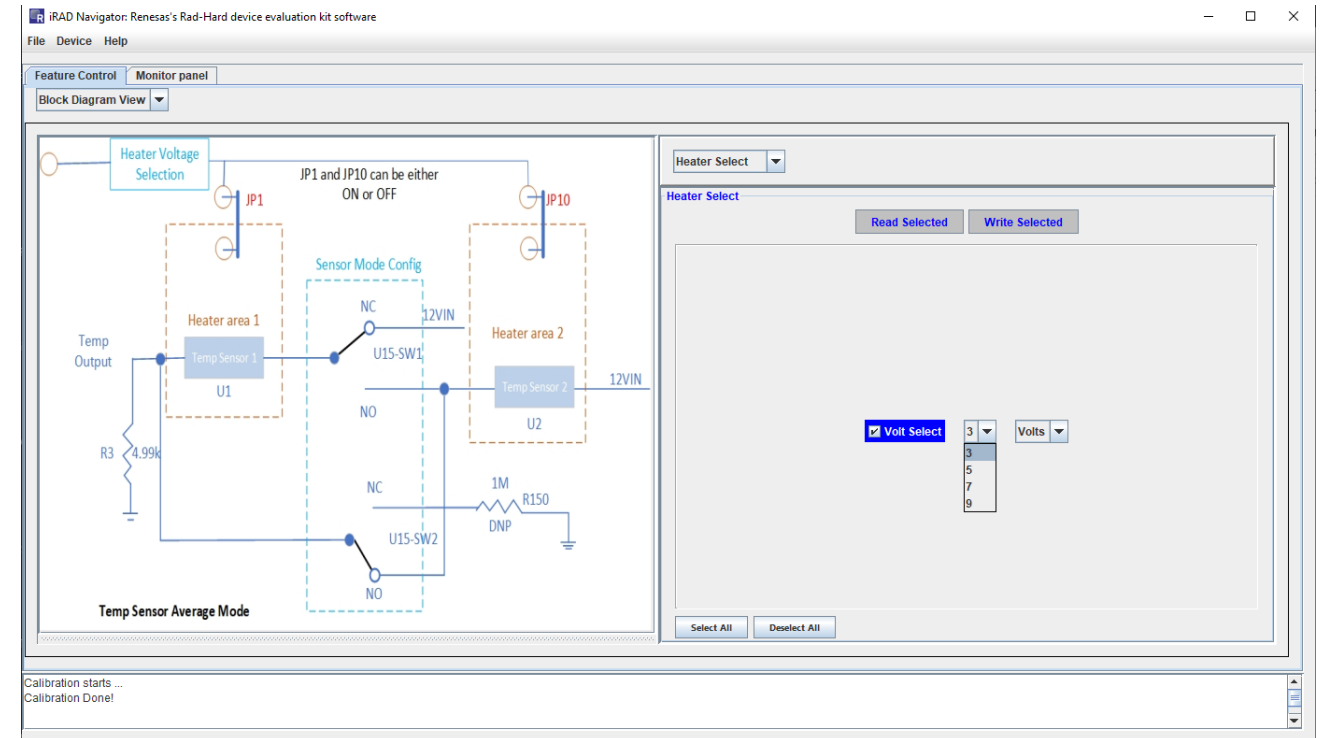 iRAD Navigator: Renesas's Rad-Hard device evaluation kit software
File Device Help
Feature Control Monitor panel
Block Diagram View
Heater Voltage
Selection
JP1 and JP10 can be either
ON or OFF
JP1
JP10
Sensor Mode Config
NC
12VIN
Heater area 1
Heater area 2
Temp
Output
Temp Sensor 1
U15-SW1
U1
Temp Sensor 2
12VIN
NO
U2
R3
4.99k
NC
1M
R150
DNP
U15-SW2
NO
Temp Sensor Average Mode
Heater Select
Heater Select
Read Selected Write Selected
Volt Select 3 Volts
3
5
7
9
Select All Deselect All
Calibration starts ...
Calibration Done!